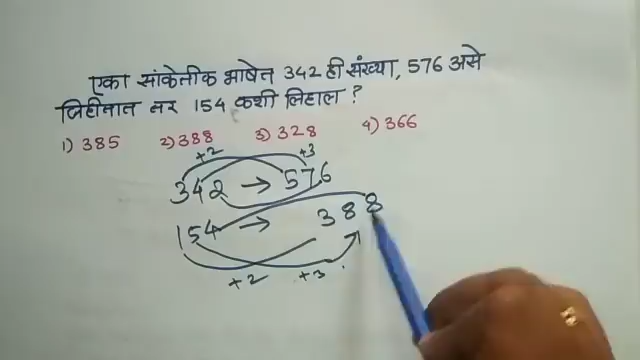 एका सांकेतीक भाषेत 342 ही संख्या, 576 असे
लिहीतात तर 154 कशी लिहाल ?
1) 385 2) 388 3) 328 4) 366
+2 +3
342 → 576
154 → 388
+2 +3